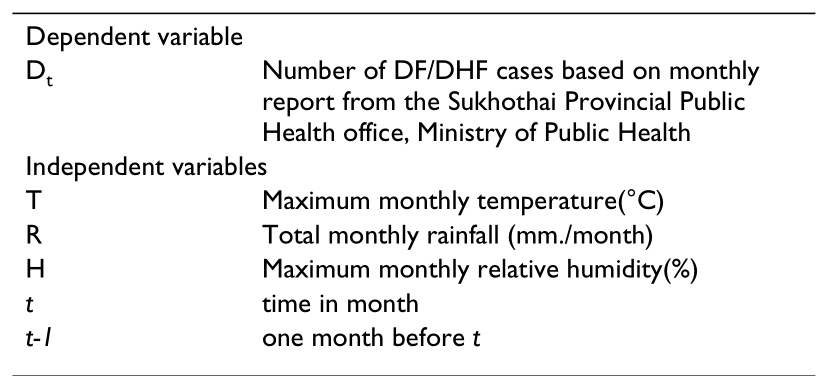 Dependent variable
D_t Number of DF/DHF cases based on monthly
report from the Sukhothai Provincial Public
Health office, Ministry of Public Health
Independent variables
T Maximum monthly temperature(°C)
R Total monthly rainfall (mm./month)
H Maximum monthly relative humidity(%)
t time in month
t-1 one month before t